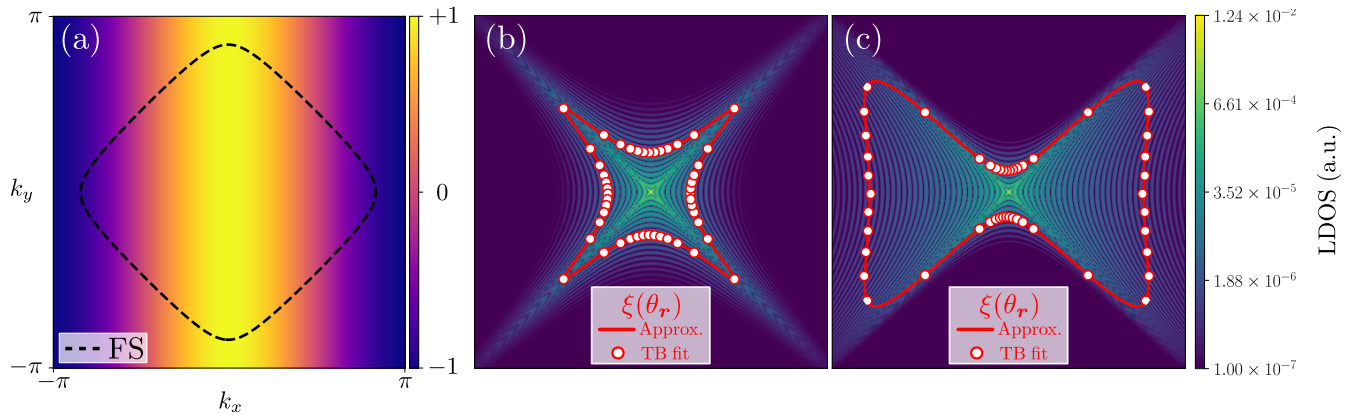 (a)
π
k_y
−π
−π
π
k_x
FS
+1
0
−1
(b)
ξ(θ_r)
Approx.
TB fit
(c)
ξ(θ_r)
Approx.
TB fit
1.24 × 10⁻²
6.61 × 10⁻⁴
3.52 × 10⁻⁵
1.88 × 10⁻⁶
1.00 × 10⁻⁷
LDOS (a.u.)